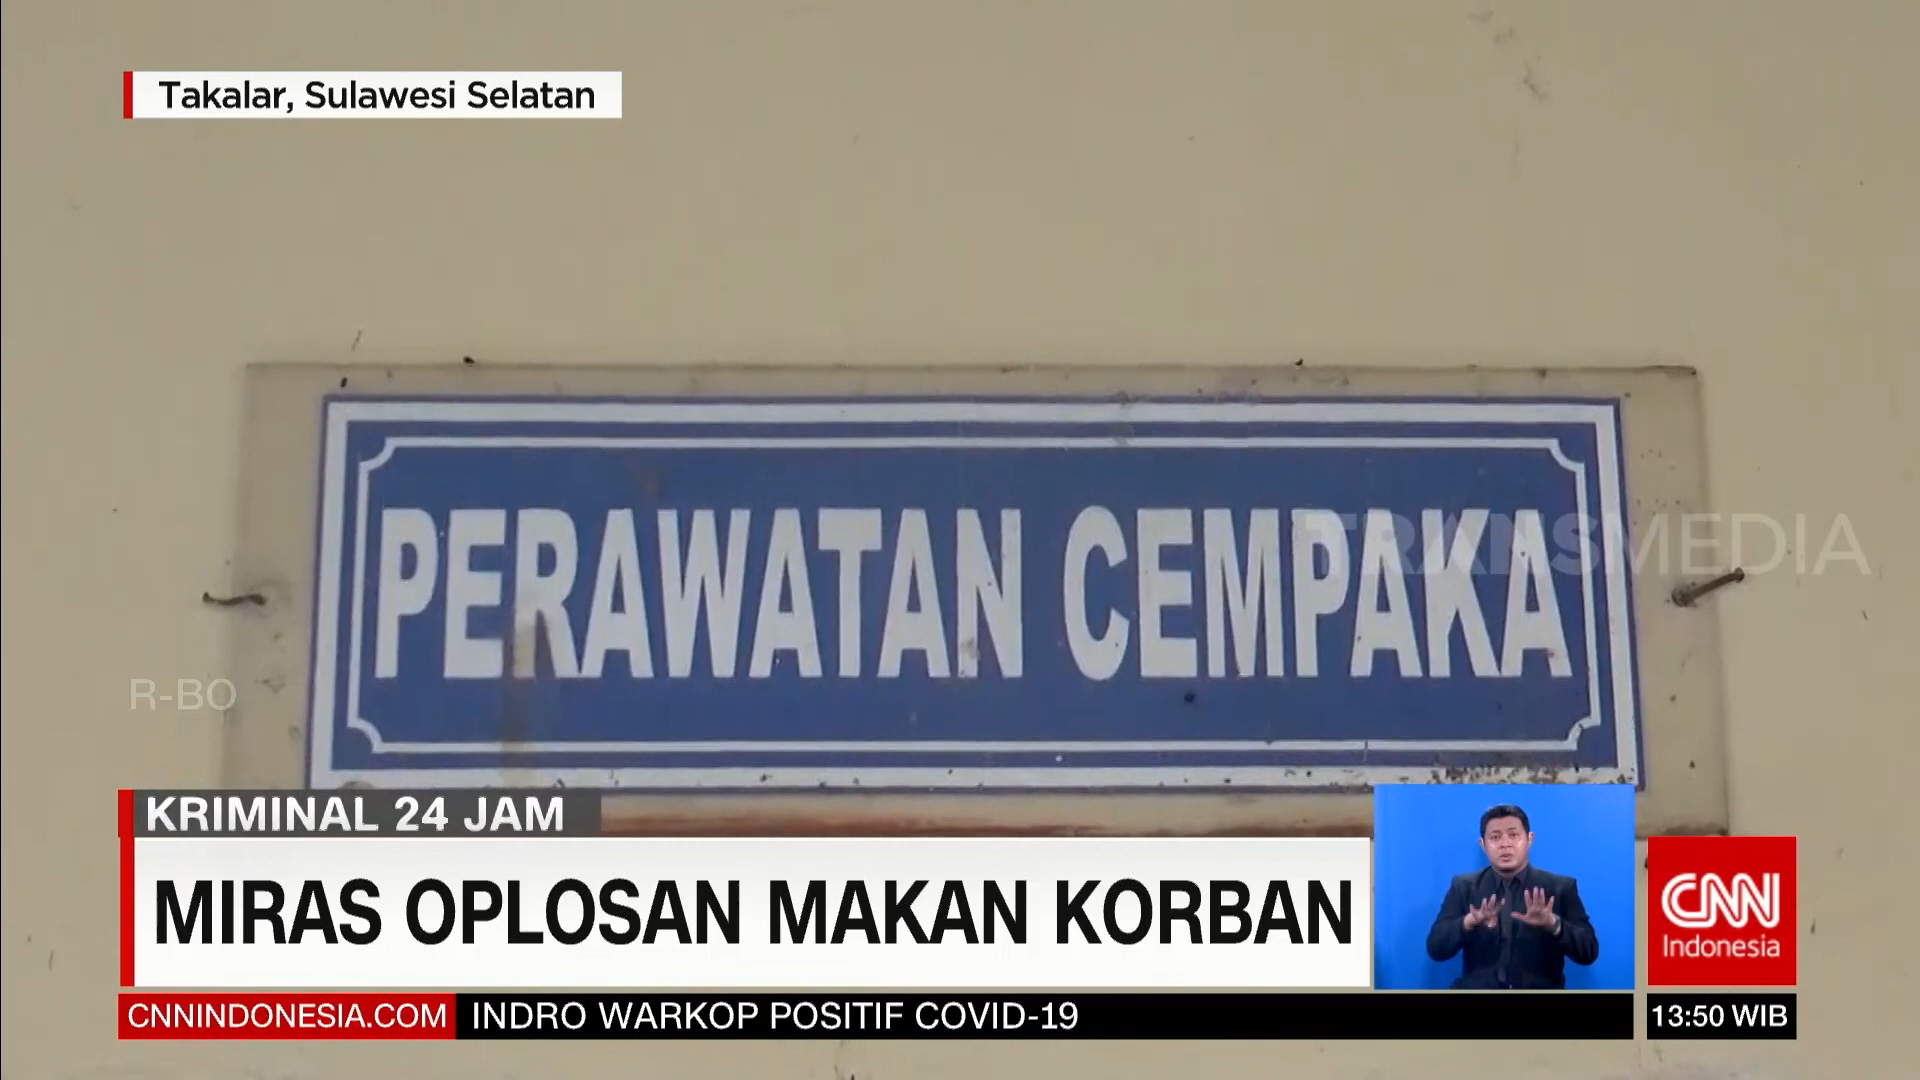 Takalar, Sulawesi Selatan
PERAWATAN CEMPAKA
TRANSMEDIA
R-BO
KRIMINAL 24 JAM
MIRAS OPLOSAN MAKAN KORBAN
CNN
Indonesia
CNNINDONESIA.COM INDRO WARKOP POSITIF COVID-19
13:50 WIB